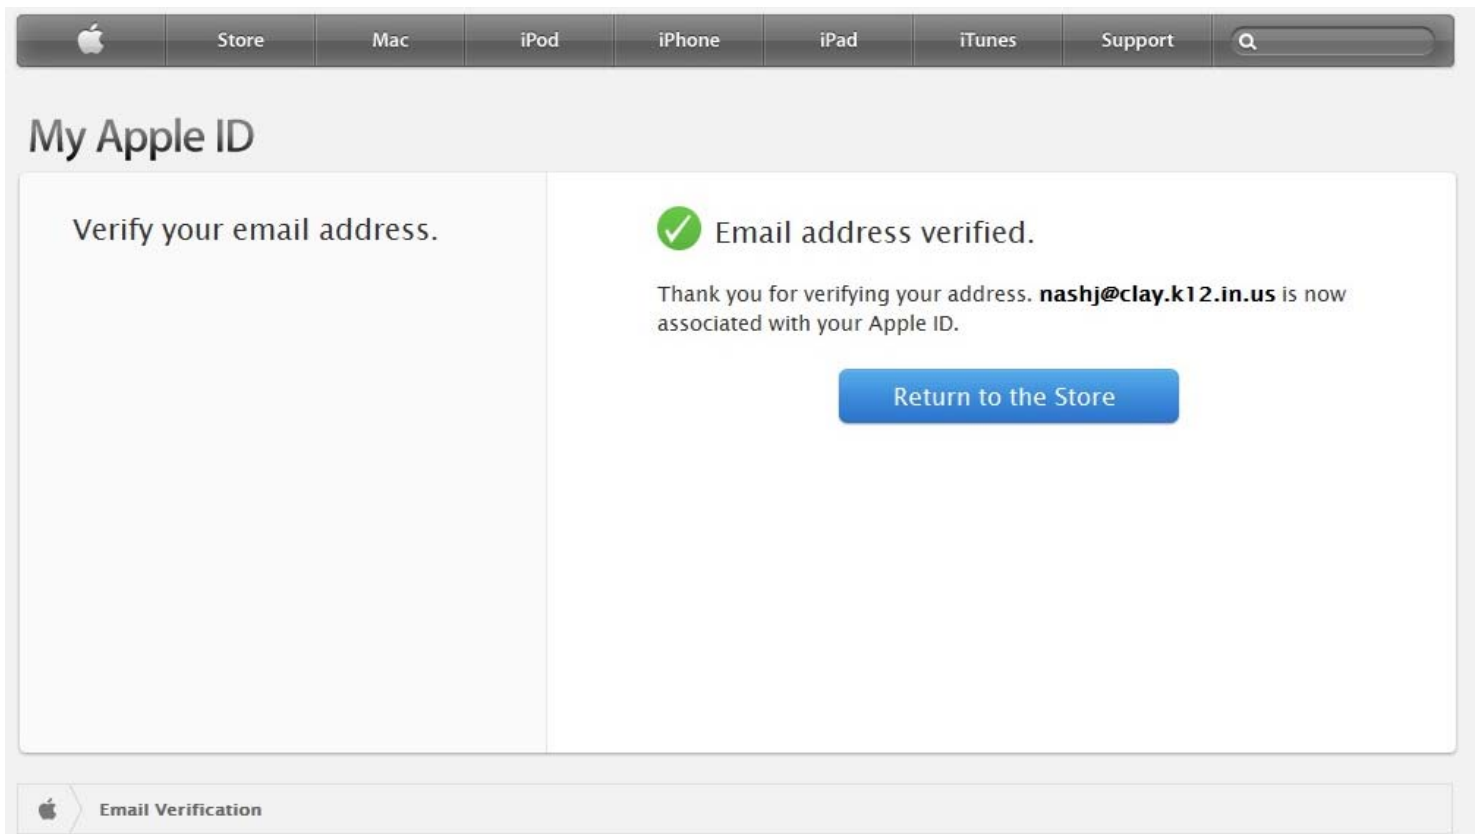 Store Mac iPod iPhone iPad iTunes Support
My Apple ID
Verify your email address.
Email address verified.
Thank you for verifying your address. nashj@clay.k12.in.us is now
associated with your Apple ID.
Return to the Store
Email Verification